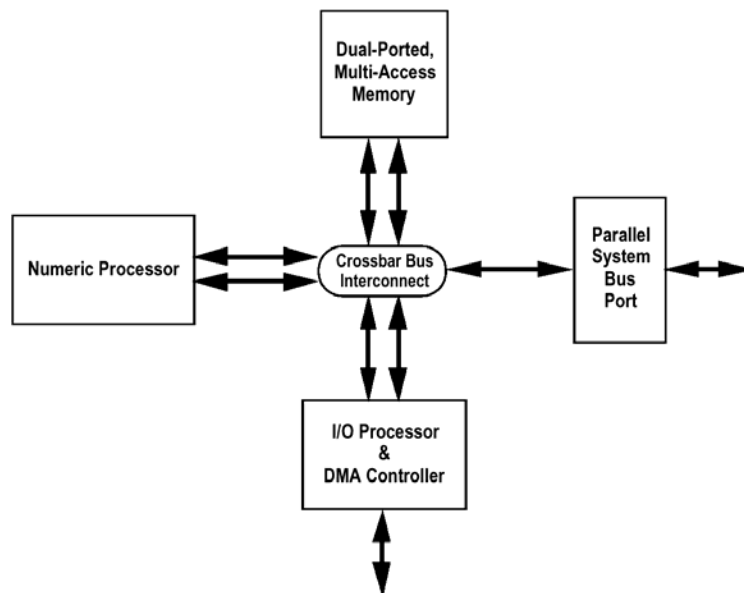 Dual-Ported,
Multi-Access
Memory
Numeric Processor
Crossbar Bus
Interconnect
Parallel
System
Bus
Port
I/O Processor
&
DMA Controller